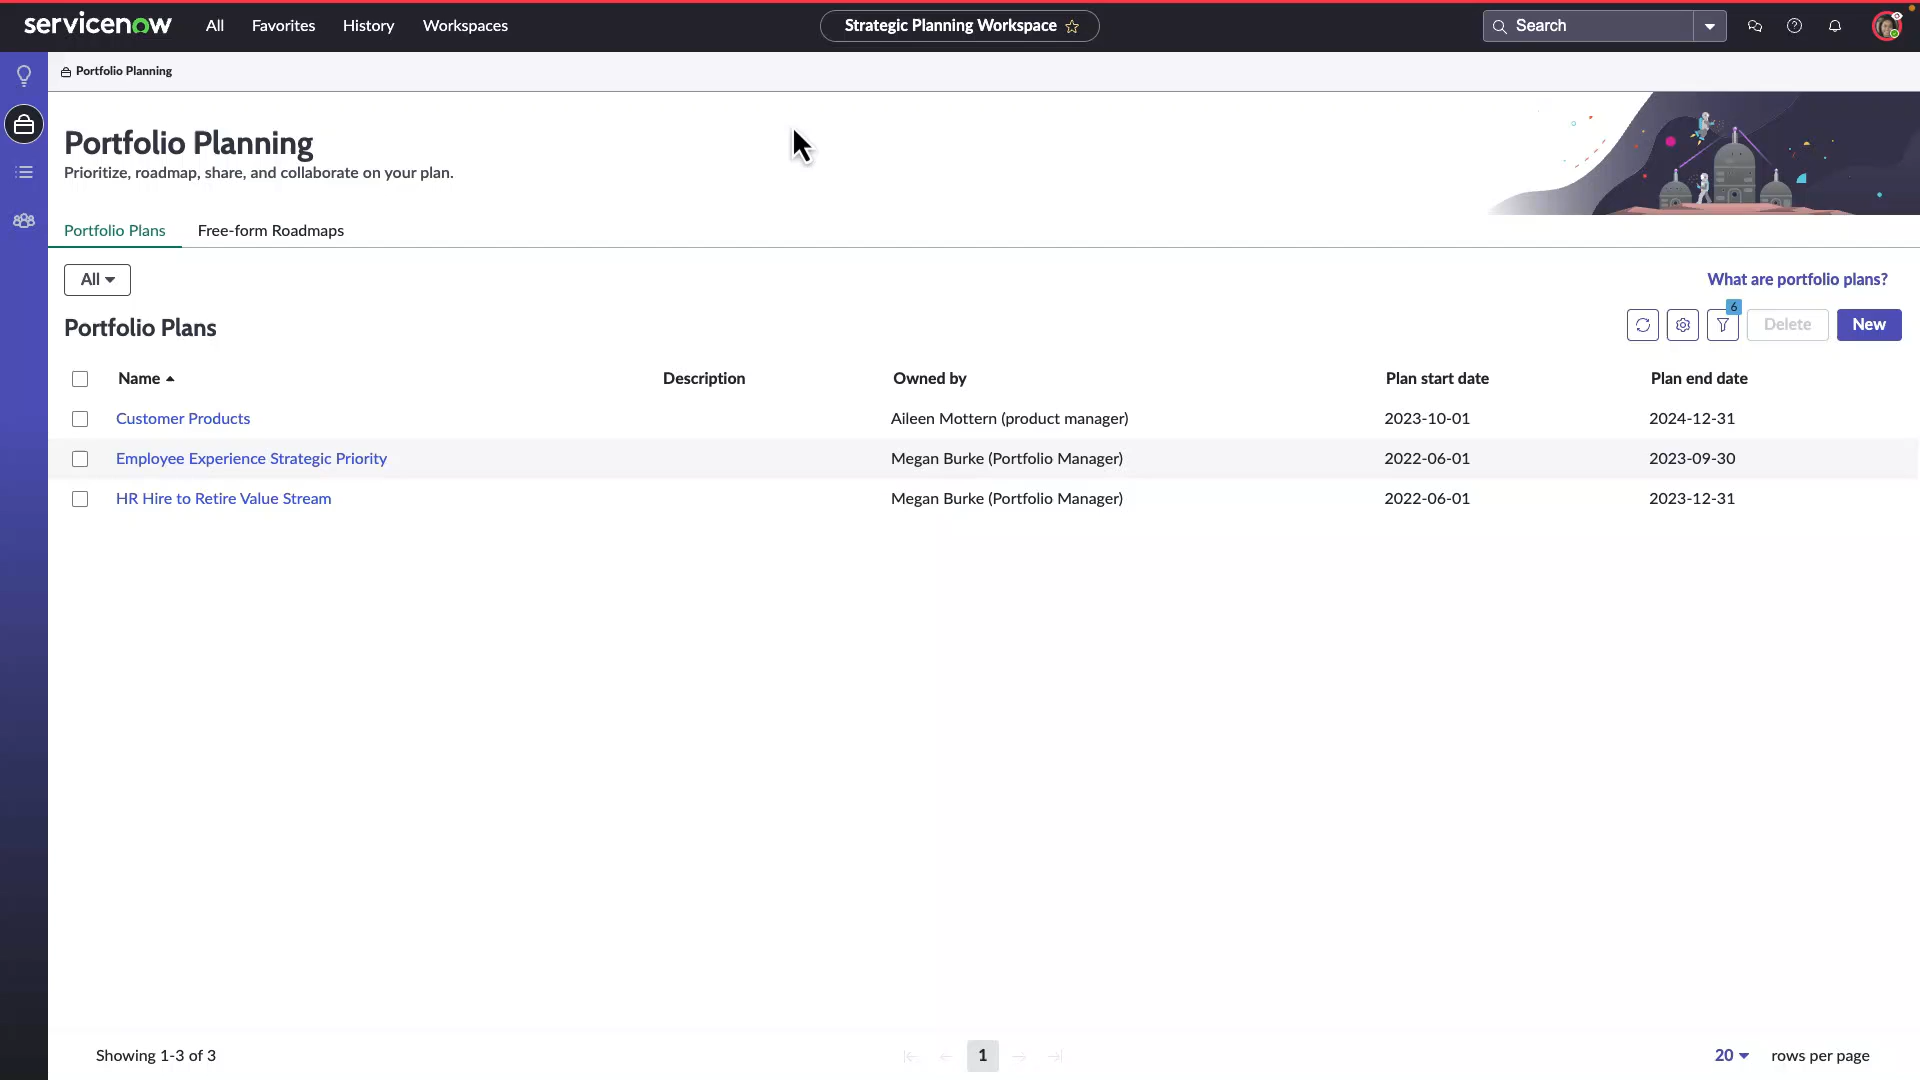 servicenow All Favorites History Workspaces Strategic Planning Workspace Search
Portfolio Planning
Portfolio Planning
Prioritize, roadmap, share, and collaborate on your plan.
Portfolio Plans Free-form Roadmaps
All What are portfolio plans?
Portfolio Plans 6 Delete New
Name Description Owned by Plan start date Plan end date
Customer Products Aileen Mottern (product manager) 2023-10-01 2024-12-31
Employee Experience Strategic Priority Megan Burke (Portfolio Manager) 2022-06-01 2023-09-30
HR Hire to Retire Value Stream Megan Burke (Portfolio Manager) 2022-06-01 2023-12-31
Showing 1-3 of 3 1 20 rows per page